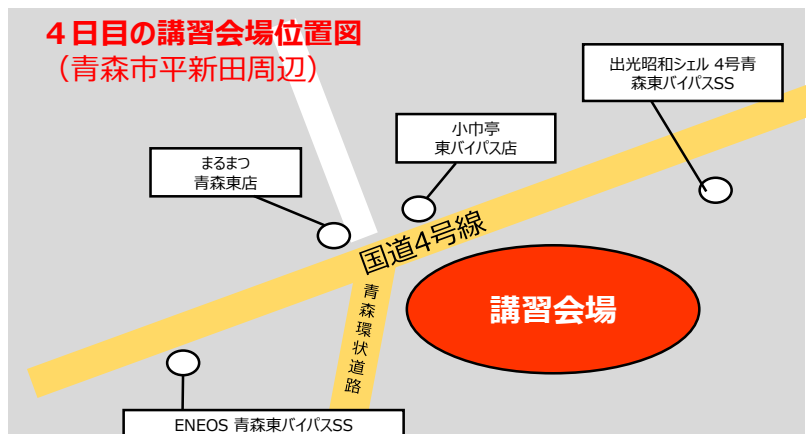 ４日目の講習会場位置図
（青森市平新田周辺）
出光昭和シェル 4号青
森東バイパスSS
小巾亭
東バイパス店
まるまつ
青森東店
国道4号線
講習会場
青森環状道路
ENEOS 青森東バイパスSS